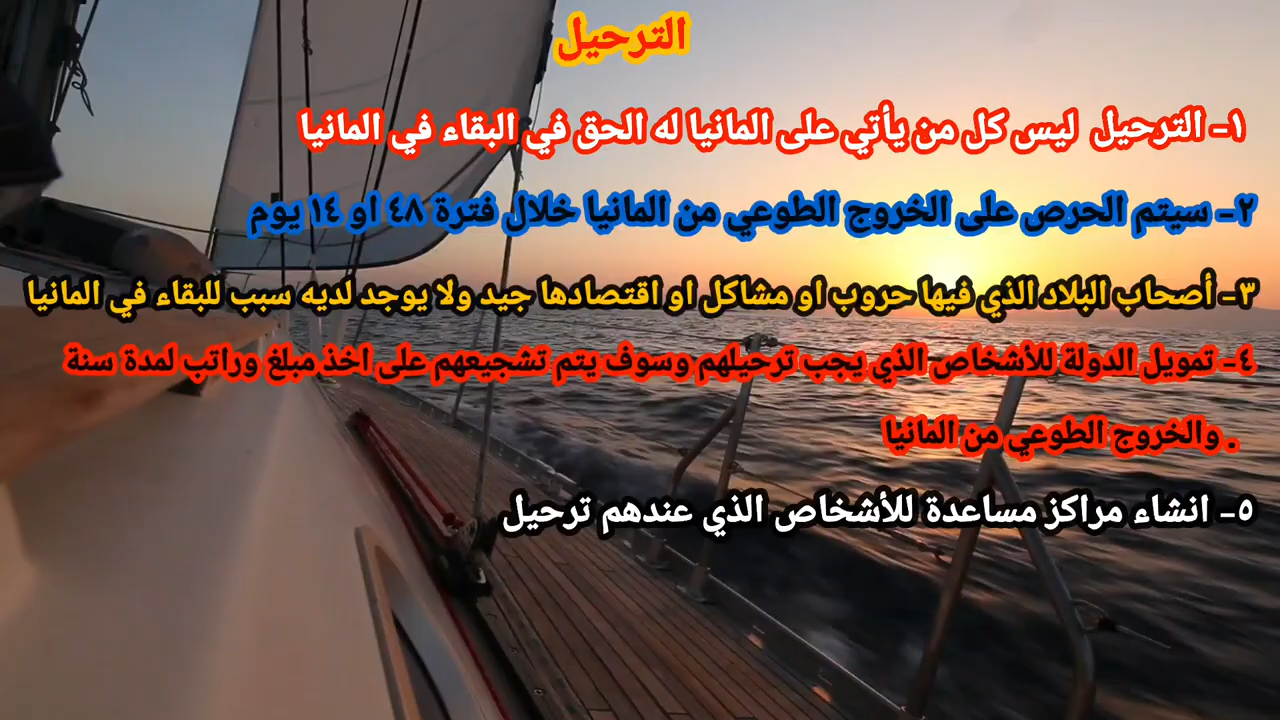 الترحيل
١- الترحيل ليس كل من يأتي على المانيا له الحق في البقاء في المانيا
٢- سيتم الحرص على الخروج الطوعي من المانيا خلال فترة ٤٨ او ١٤ يوم
٣- أصحاب البلاد الذي فيها حروب او مشاكل او اقتصادها جيد ولا يوجد لديه سبب للبقاء في المانيا
٤- تمويل الدولة للأشخاص الذي يجب ترحيلهم وسوف يتم تشجيعهم على اخذ مبلغ وراتب لمدة سنة
. والخروج الطوعي من المانيا
٥- انشاء مراكز مساعدة للأشخاص الذي عندهم ترحيل